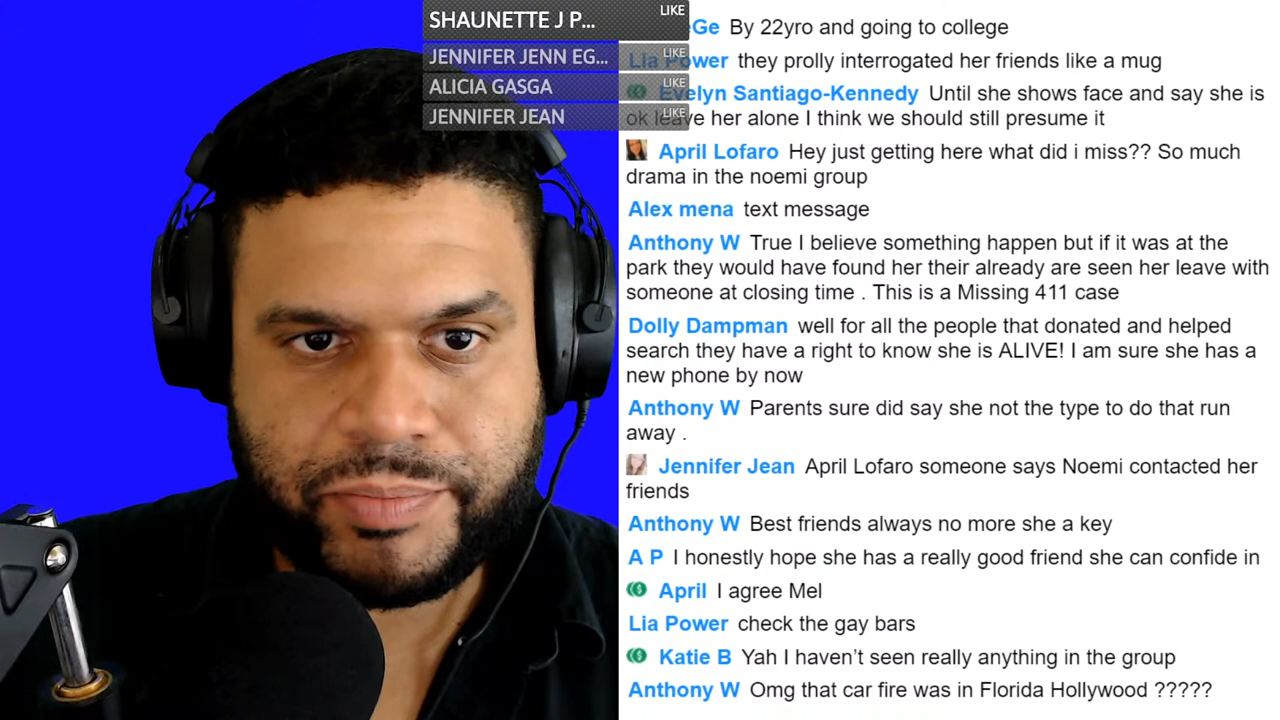 SHAUNETTE J P... LIKE
JENNIFER JENN EG... LIKE
ALICIA GASGA LIKE
JENNIFER JEAN LIKE
Ge By 22yro and going to college
Lia Power they prolly interrogated her friends like a mug
Evelyn Santiago-Kennedy Until she shows face and say she is
ok leave her alone I think we should still presume it
April Lofaro Hey just getting here what did i miss?? So much
drama in the noemi group
Alex mena text message
Anthony W True I believe something happen but if it was at the
park they would have found her their already are seen her leave with
someone at closing time . This is a Missing 411 case
Dolly Dampman well for all the people that donated and helped
search they have a right to know she is ALIVE! I am sure she has a
new phone by now
Anthony W Parents sure did say she not the type to do that run
away .
Jennifer Jean April Lofaro someone says Noemi contacted her
friends
Anthony W Best friends always no more she a key
A P I honestly hope she has a really good friend she can confide in
April I agree Mel
Lia Power check the gay bars
Katie B Yah I haven’t seen really anything in the group
Anthony W Omg that car fire was in Florida Hollywood ?????